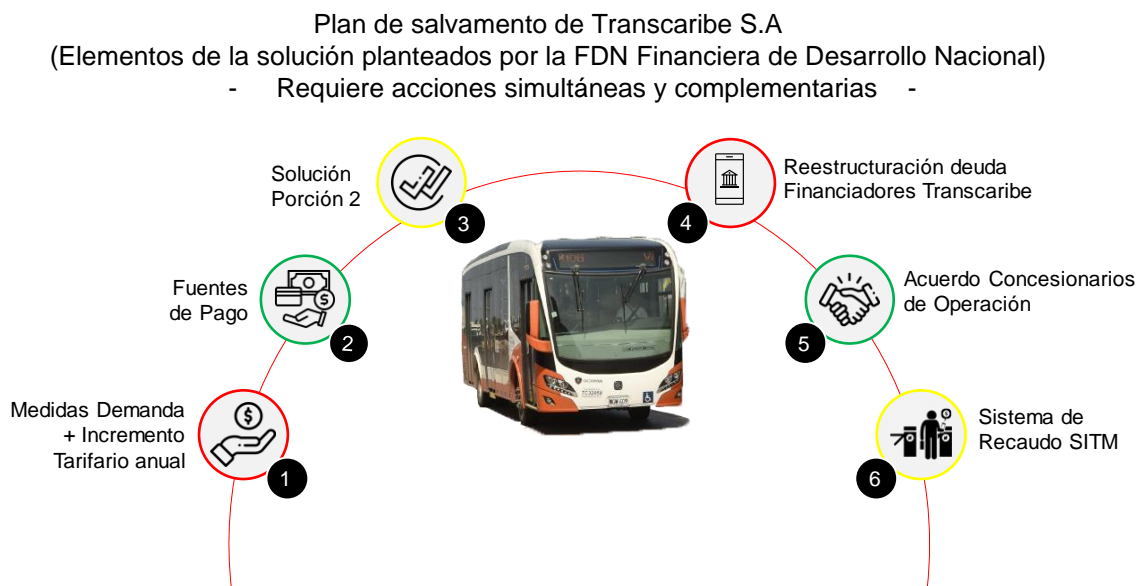 Plan de salvamento de Transcaribe S.A
(Elementos de la solución planteados por la FDN Financiera de Desarrollo Nacional)
- Requiere acciones simultáneas y complementarias -
Medidas Demanda
+ Incremento
Tarifario anual
1
Fuentes
de Pago
2
Solución
Porción 2
3
Reestructuración deuda
Financiadores Transcaribe
4
Acuerdo Concesionarios
de Operación
5
Sistema de
Recaudo SITM
6